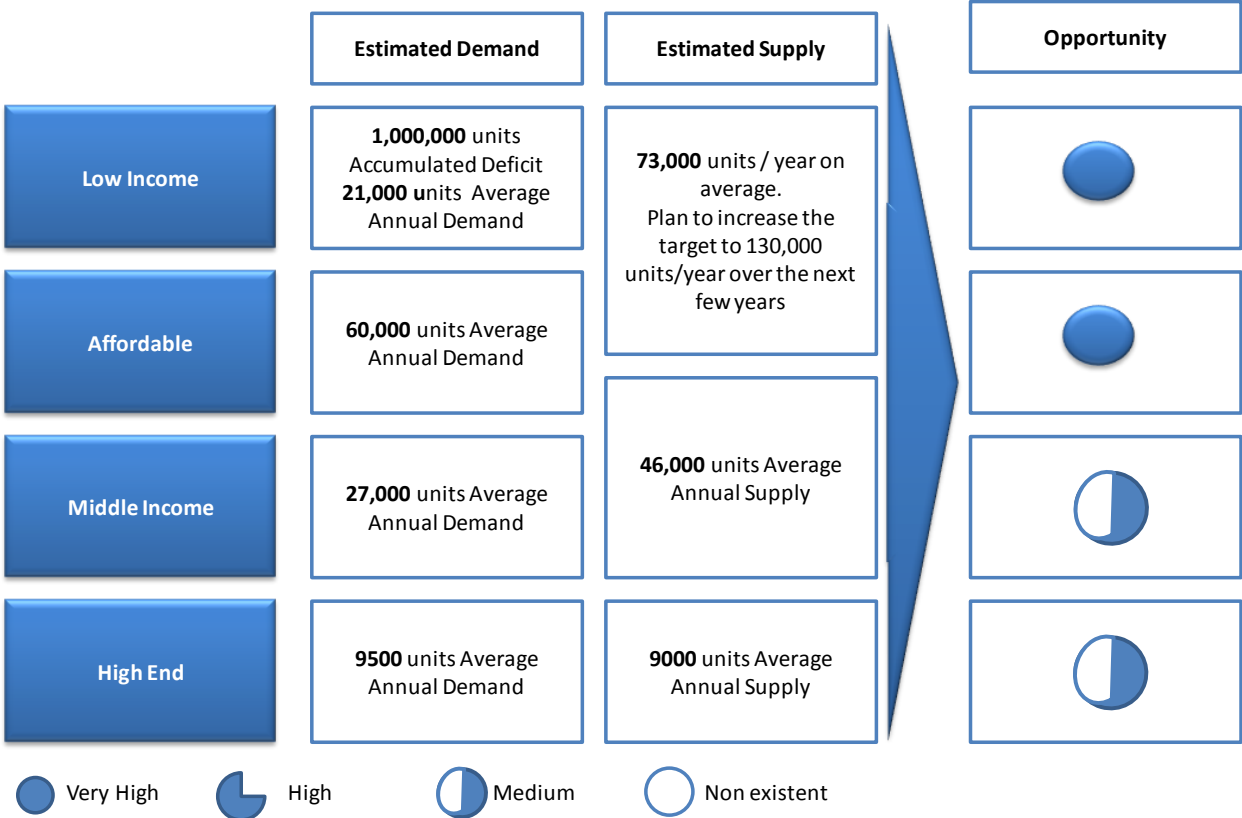 Estimated Demand
Estimated Supply
Opportunity
Low Income
1,000,000 units
Accumulated Deficit
21,000 units Average
Annual Demand
73,000 units / year on
average.
Plan to increase the
target to 130,000
units/year over the next
few years
Affordable
60,000 units Average
Annual Demand
Middle Income
27,000 units Average
Annual Demand
46,000 units Average
Annual Supply
High End
9500 units Average
Annual Demand
9000 units Average
Annual Supply
Very High
High
Medium
Non existent